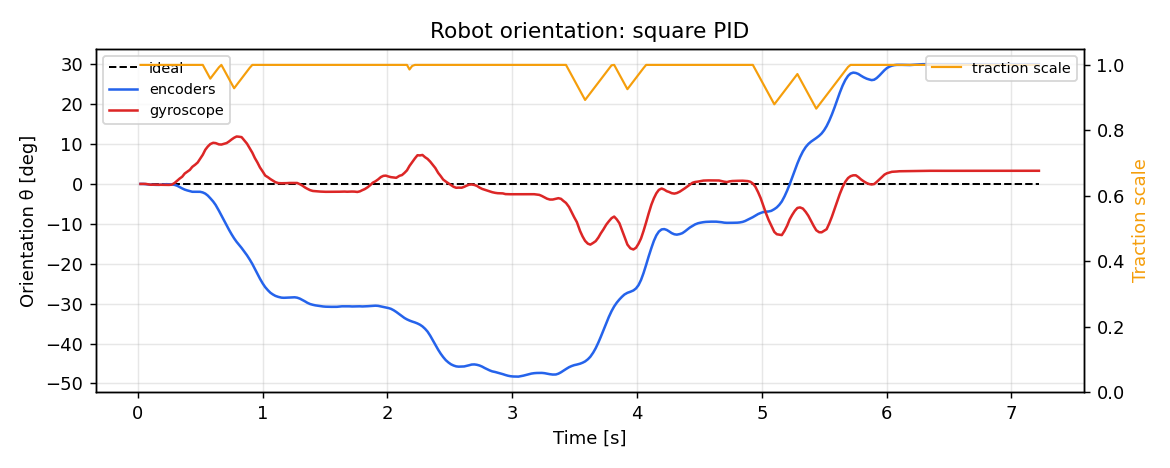 Robot orientation: square PID
ideal
encoders
gyroscope
traction scale
Orientation θ [deg]
30
20
10
0
−10
−20
−30
−40
−50
1.0
0.8
0.6
0.4
0.2
0.0
Traction scale
0 1 2 3 4 5 6 7
Time [s]